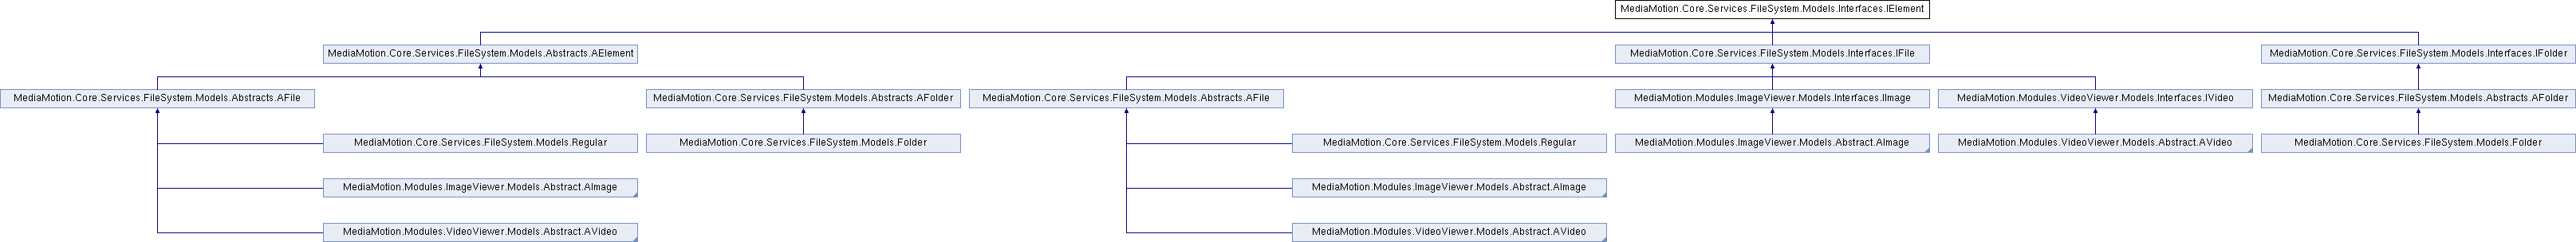 MediaMotion.Core.Services.FileSystem.Models.Interfaces.IElement
MediaMotion.Core.Services.FileSystem.Models.Abstracts.AElement
MediaMotion.Core.Services.FileSystem.Models.Interfaces.IFile
MediaMotion.Core.Services.FileSystem.Models.Interfaces.IFolder
MediaMotion.Core.Services.FileSystem.Models.Abstracts.AFile
MediaMotion.Core.Services.FileSystem.Models.Abstracts.AFolder
MediaMotion.Core.Services.FileSystem.Models.Abstracts.AFile
MediaMotion.Modules.ImageViewer.Models.Interfaces.IImage
MediaMotion.Modules.VideoViewer.Models.Interfaces.IVideo
MediaMotion.Core.Services.FileSystem.Models.Abstracts.AFolder
MediaMotion.Core.Services.FileSystem.Models.Regular
MediaMotion.Core.Services.FileSystem.Models.Folder
MediaMotion.Core.Services.FileSystem.Models.Regular
MediaMotion.Modules.ImageViewer.Models.Abstract.AImage
MediaMotion.Modules.VideoViewer.Models.Abstract.AVideo
MediaMotion.Core.Services.FileSystem.Models.Folder
MediaMotion.Modules.ImageViewer.Models.Abstract.AImage
MediaMotion.Modules.ImageViewer.Models.Abstract.AImage
MediaMotion.Modules.VideoViewer.Models.Abstract.AVideo
MediaMotion.Modules.VideoViewer.Models.Abstract.AVideo